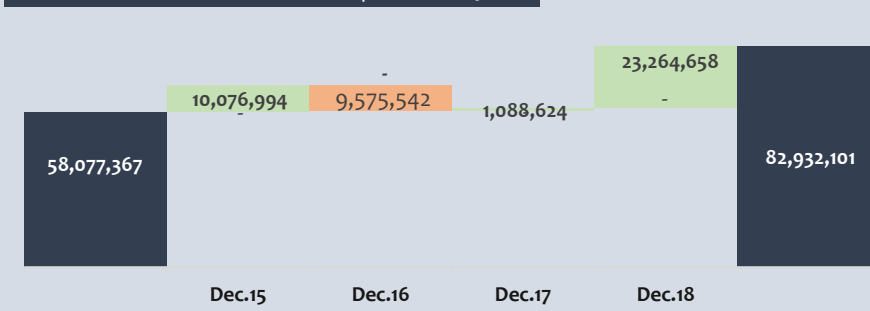 23,264,658
-
10,076,994
-
9,575,542
-
1,088,624
-
58,077,367
82,932,101
Dec.15
Dec.16
Dec.17
Dec.18